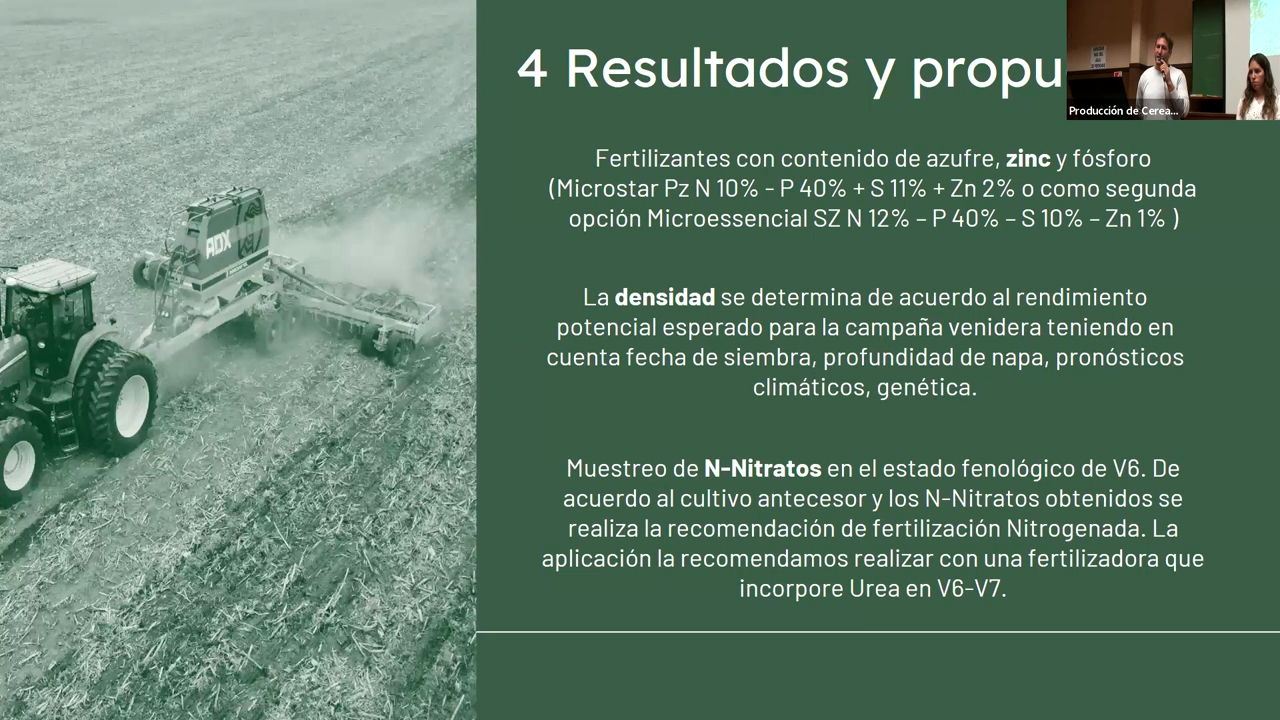 4 Resultados y propu
Producción de Cerea...
Fertilizantes con contenido de azufre, zinc y fósforo
(Microstar Pz N 10% - P 40% + S 11% + Zn 2% o como segunda
opción Microessencial SZ N 12% – P 40% – S 10% – Zn 1% )
La densidad se determina de acuerdo al rendimiento
potencial esperado para la campaña venidera teniendo en
cuenta fecha de siembra, profundidad de napa, pronósticos
climáticos, genética.
Muestreo de N-Nitratos en el estado fenológico de V6. De
acuerdo al cultivo antecesor y los N-Nitratos obtenidos se
realiza la recomendación de fertilización Nitrogenada. La
aplicación la recomendamos realizar con una fertilizadora que
incorpore Urea en V6-V7.
ADX